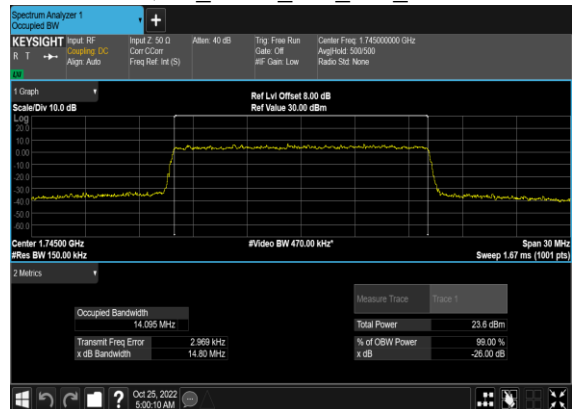 Spectrum Analyzer 1
Occupied BW
+
KEYSIGHT Input: RF Input Z: 50 Ω Atten: 40 dB Trig: Free Run Center Freq: 1.745000000 GHz
R T Coupling: DC Corr CCorr Gate: Off Avg|Hold: 500/500
Align: Auto Freq Ref: Int (S) #IF Gain: Low Radio Std: None
1 Graph
Ref Lvl Offset 8.00 dB
Scale/Div 10.0 dB Ref Value 30.00 dBm
Log
20.0
10.0
0.00
-10.0
-20.0
-30.0
-40.0
-50.0
-60.0
Center 1.74500 GHz #Video BW 470.00 kHz* Span 30 MHz
#Res BW 150.00 kHz Sweep 1.67 ms (1001 pts)
2 Metrics
Measure Trace Trace 1
Occupied Bandwidth
14.095 MHz Total Power 23.6 dBm
Transmit Freq Error 2.969 kHz % of OBW Power 99.00 %
x dB Bandwidth 14.80 MHz x dB -26.00 dB
? Oct 25, 2022
5:00:10 AM